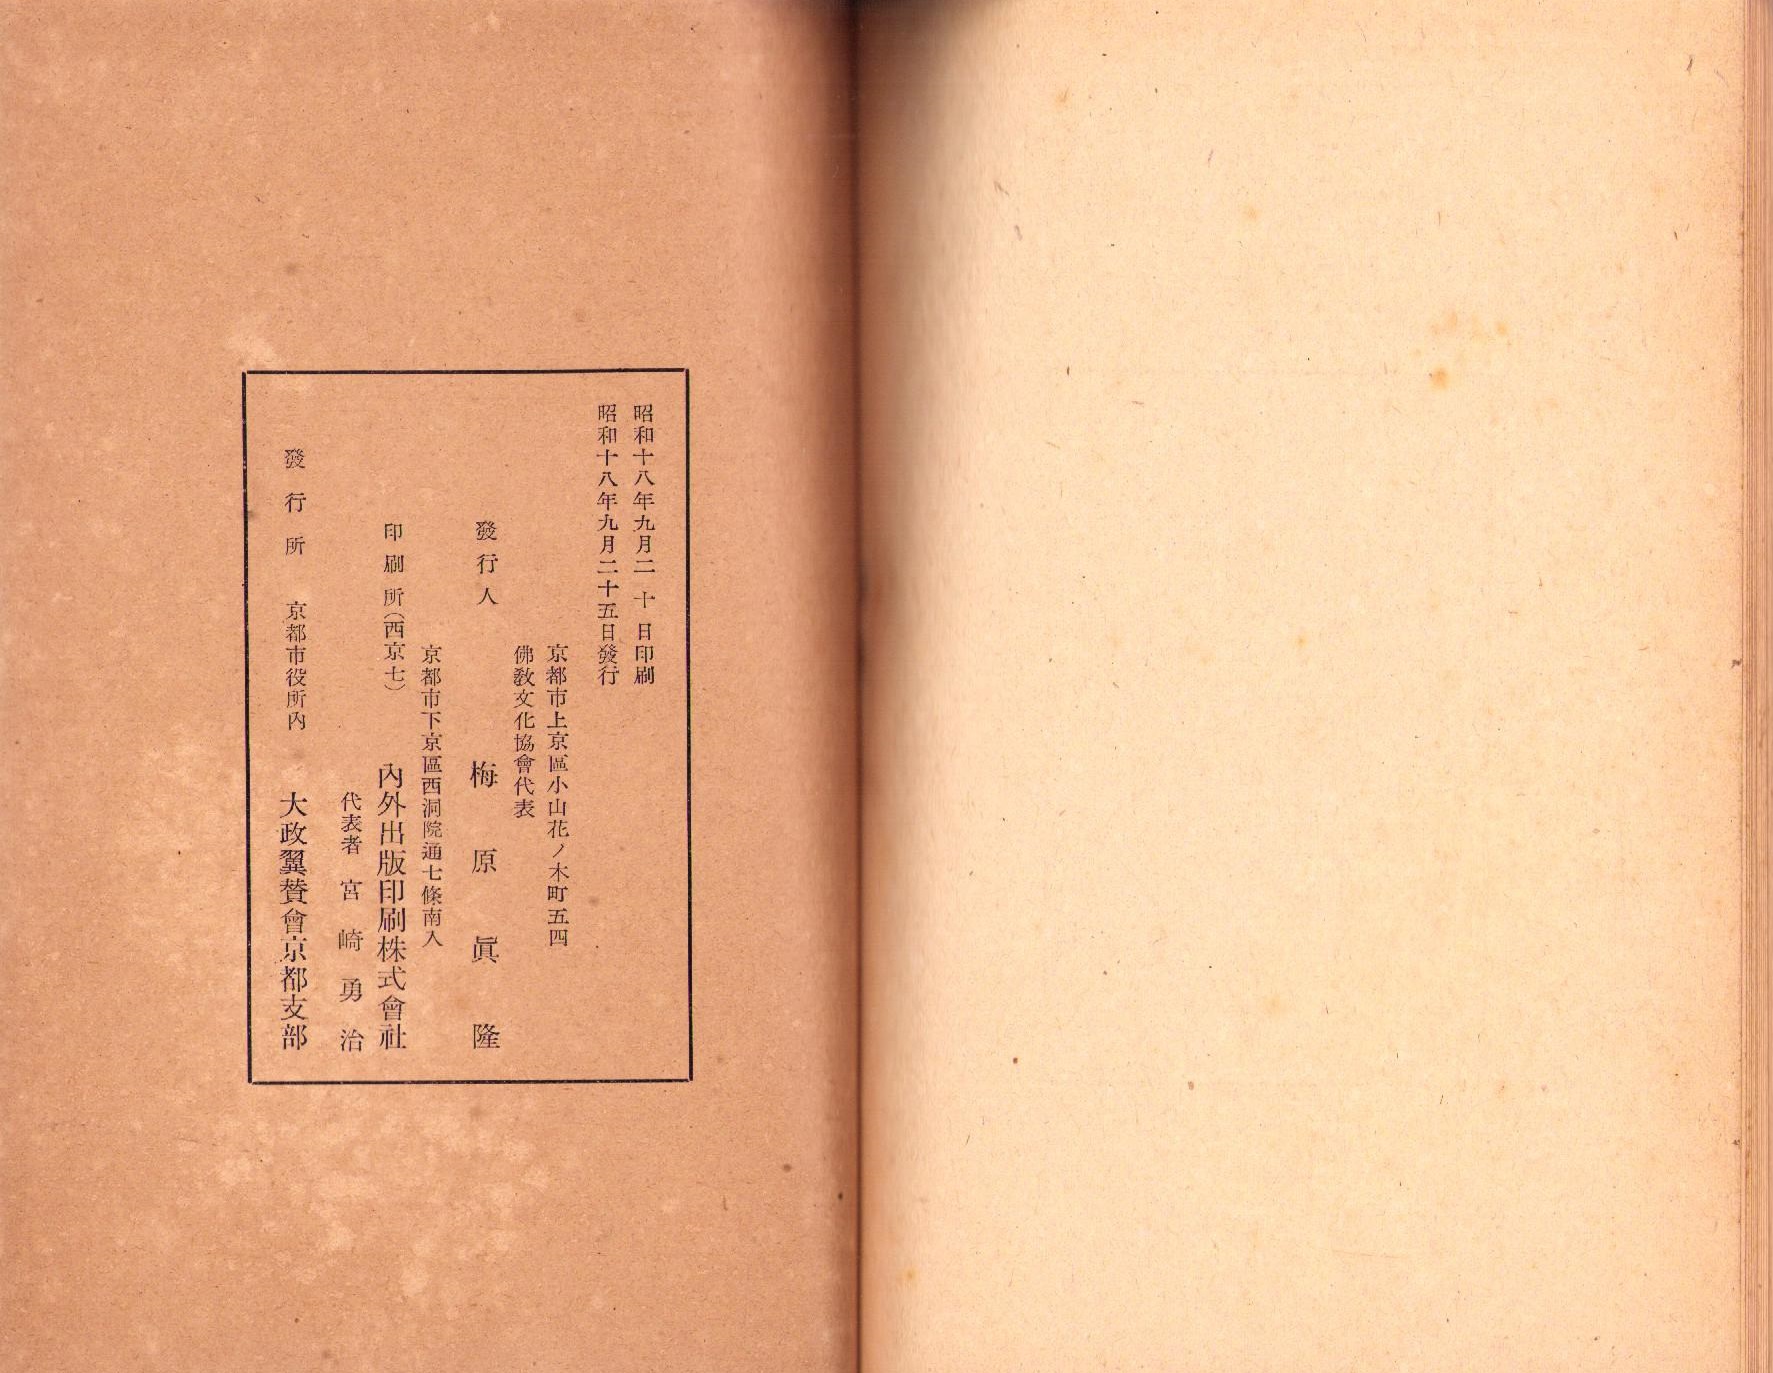 昭和十八年九月二十日印刷
昭和十八年九月二十五日發行
京都市上京區小山花ノ木町五四
佛敎文化協會代表
發行人 梅原眞隆
京都市下京區西洞院通七條南入
印刷所(西京七) 內外出版印刷株式會社
代表者 宮崎勇治
發行所 京都市役所內 大政翼贊會京都支部